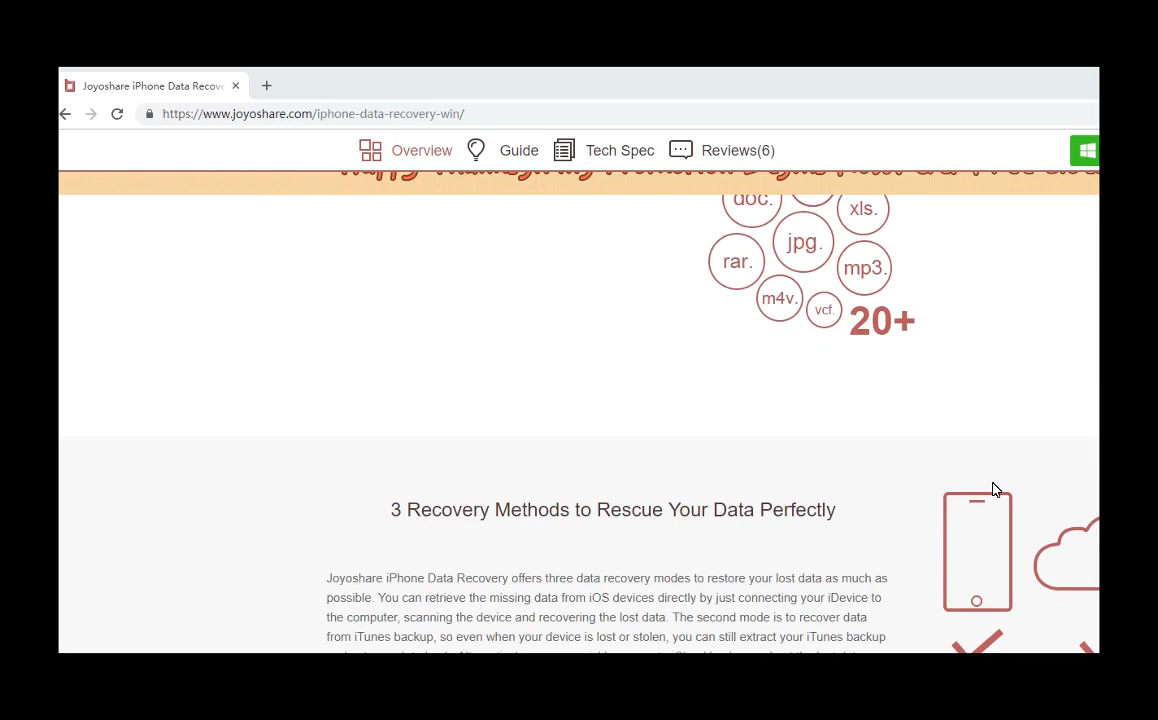 Joyoshare iPhone Data Recov
https://www.joyoshare.com/iphone-data-recovery-win/
Overview Guide Tech Spec Reviews(6)
doc.
xls.
jpg.
rar.
mp3.
m4v.
vcf.
20+
3 Recovery Methods to Rescue Your Data Perfectly
Joyoshare iPhone Data Recovery offers three data recovery modes to restore your lost data as much as
possible. You can retrieve the missing data from iOS devices directly by just connecting your iDevice to
the computer, scanning the device and recovering the lost data. The second mode is to recover data
from iTunes backup, so even when your device is lost or stolen, you can still extract your iTunes backup